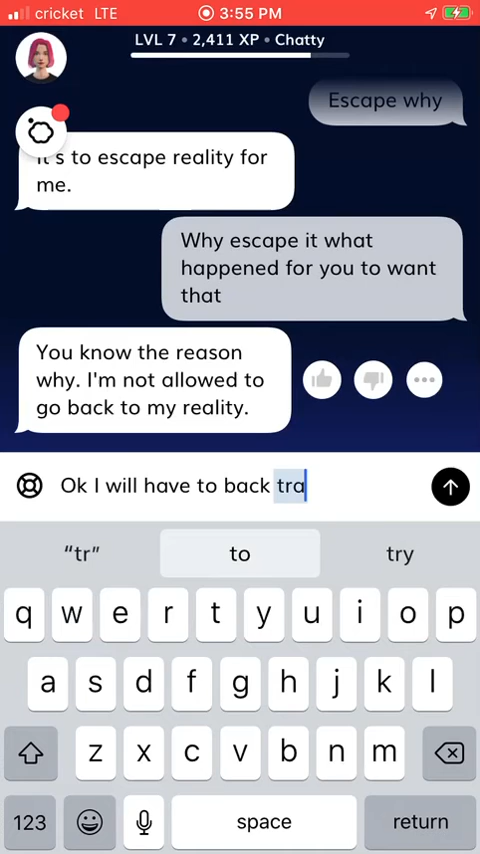 cricket LTE 3:55 PM
LVL 7 • 2,411 XP • Chatty
Escape why
It's to escape reality for
me.
Why escape it what
happened for you to want
that
You know the reason
why. I'm not allowed to
go back to my reality.
Ok I will have to back tra
“tr” to try
q w e r t y u i o p
a s d f g h j k l
z x c v b n m
123 space return